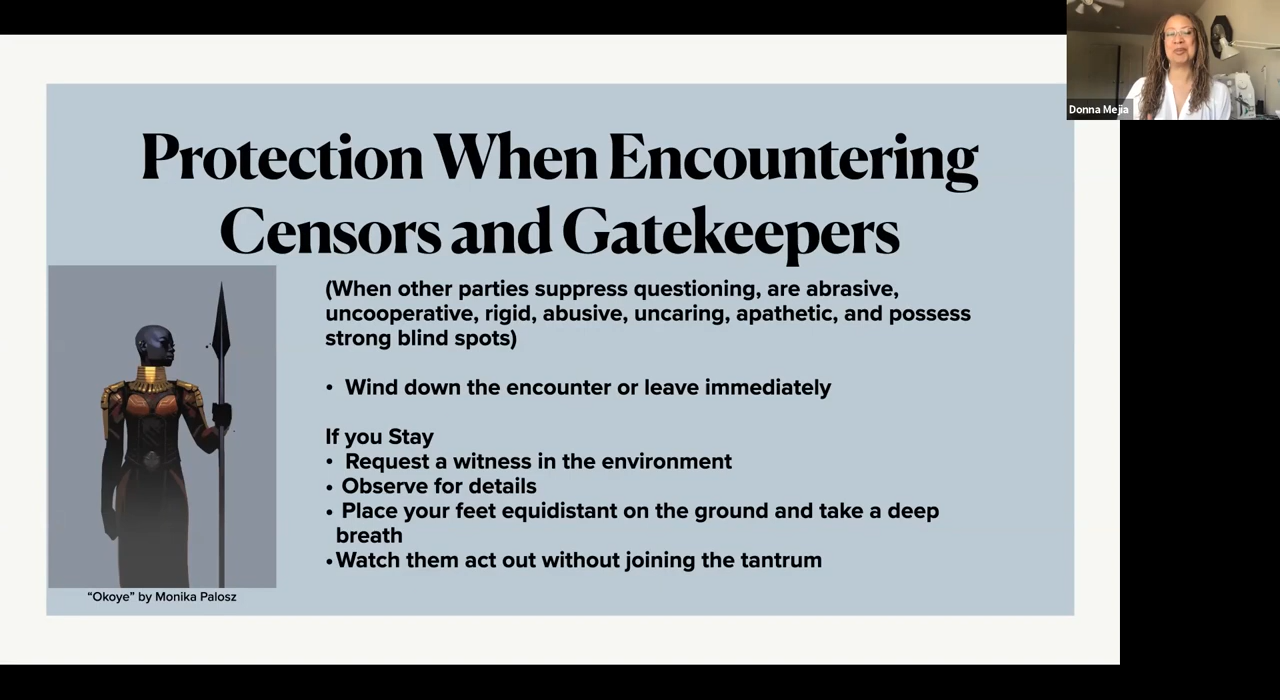 Donna Mejia
Protection When Encountering
Censors and Gatekeepers
(When other parties suppress questioning, are abrasive,
uncooperative, rigid, abusive, uncaring, apathetic, and possess
strong blind spots)
• Wind down the encounter or leave immediately
If you Stay
• Request a witness in the environment
• Observe for details
• Place your feet equidistant on the ground and take a deep
breath
•Watch them act out without joining the tantrum
“Okoye” by Monika Palosz